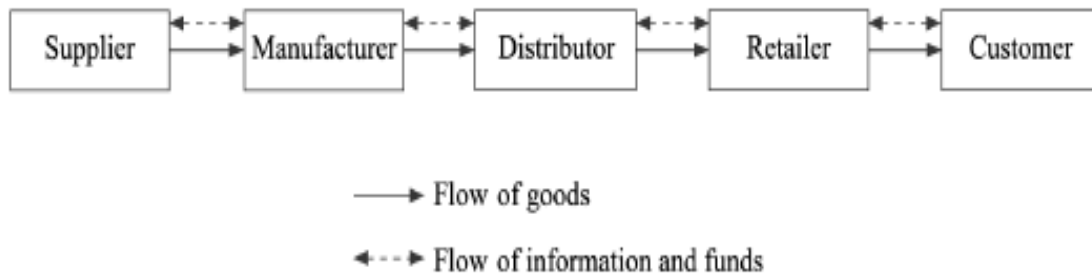 Supplier
Manufacturer
Distributor
Retailer
Customer
Flow of goods
Flow of information and funds